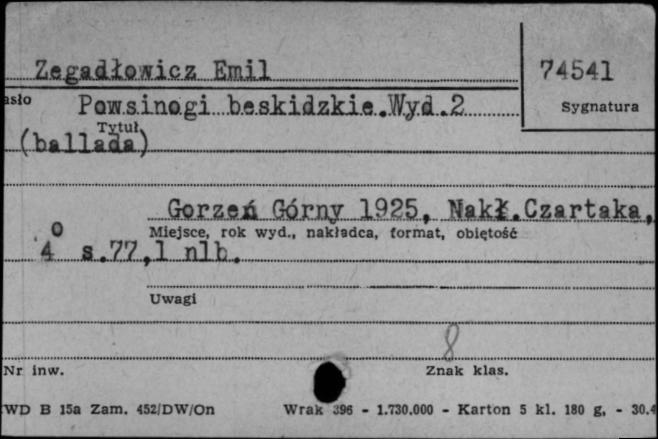 Zegadłowicz Emil
74541
asło
Powsinogi beskidzkie.Wyd.2
Sygnatura
Tytuł
(ballada)
Gorzeń Górny 1925, Nakł.Czartaka,
Miejsce, rok wyd., nakładca, format, objętość
4⁰ s.77,1 nlb.
Uwagi
8
Nr inw.
Znak klas.
WD B 15a Zam. 452/DW/On Wrak 396 - 1.730.000 - Karton 5 kl. 180 g, - 30.4